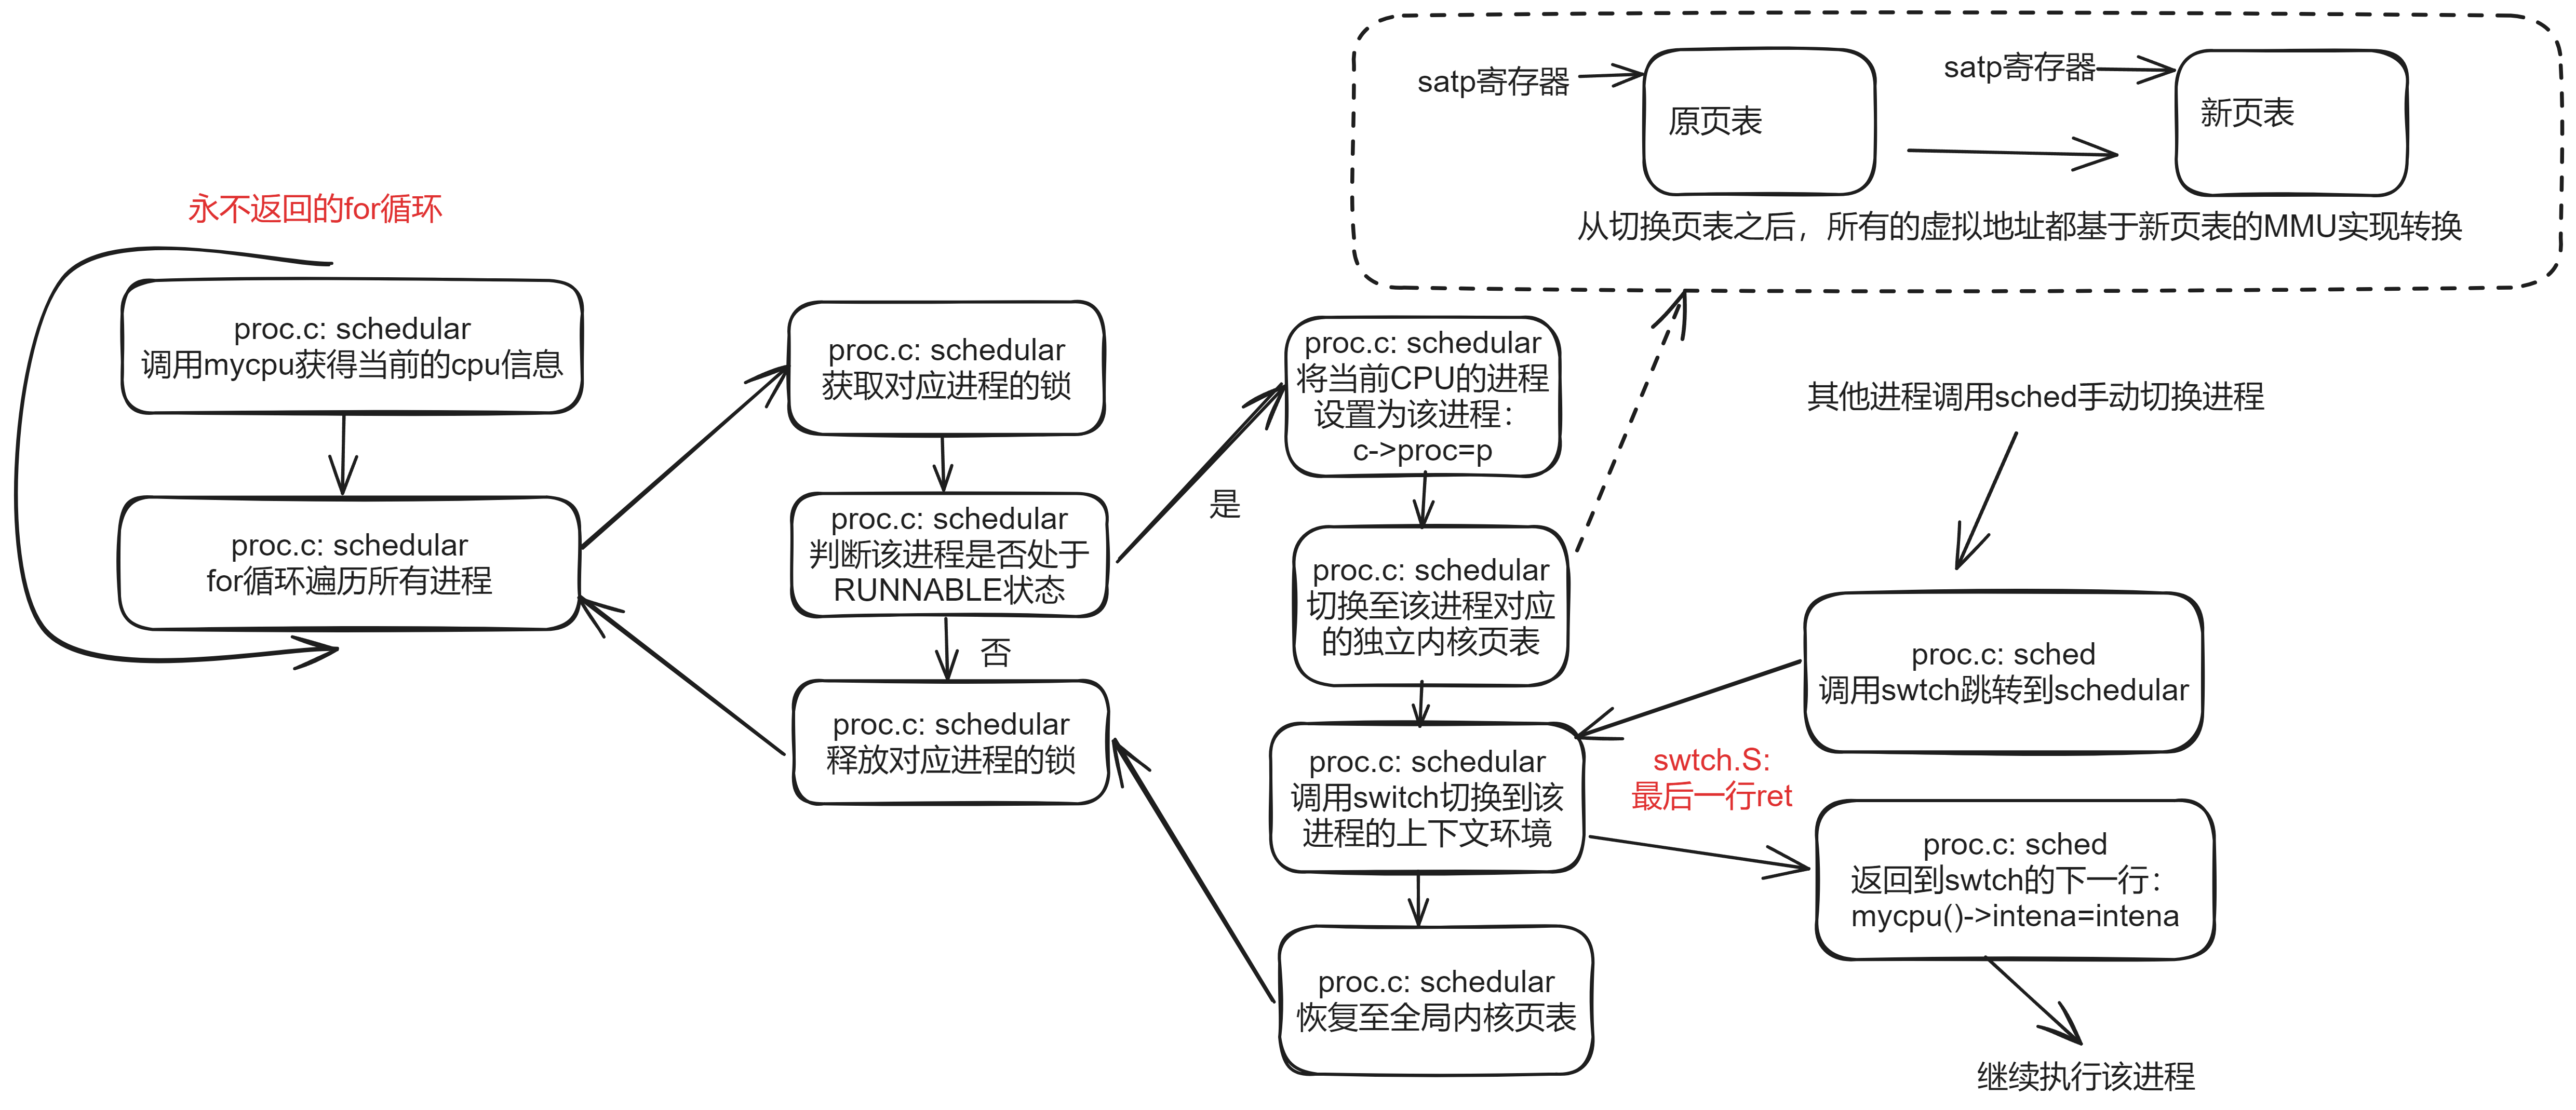 satp寄存器
原页表
satp寄存器
新页表
从切换页表之后，所有的虚拟地址都基于新页表的MMU实现转换
永不返回的for循环
proc.c: schedular
调用mycpu获得当前的cpu信息
proc.c: schedular
for循环遍历所有进程
proc.c: schedular
获取对应进程的锁
proc.c: schedular
判断该进程是否处于
RUNNABLE状态
是
否
proc.c: schedular
释放对应进程的锁
proc.c: schedular
将当前CPU的进程
设置为该进程：
c->proc=p
proc.c: schedular
切换至该进程对应
的独立内核页表
proc.c: schedular
调用switch切换到该
进程的上下文环境
proc.c: schedular
恢复至全局内核页表
其他进程调用sched手动切换进程
proc.c: sched
调用swtch跳转到schedular
swtch.S:
最后一行ret
proc.c: sched
返回到swtch的下一行：
mycpu()->intena=intena
继续执行该进程